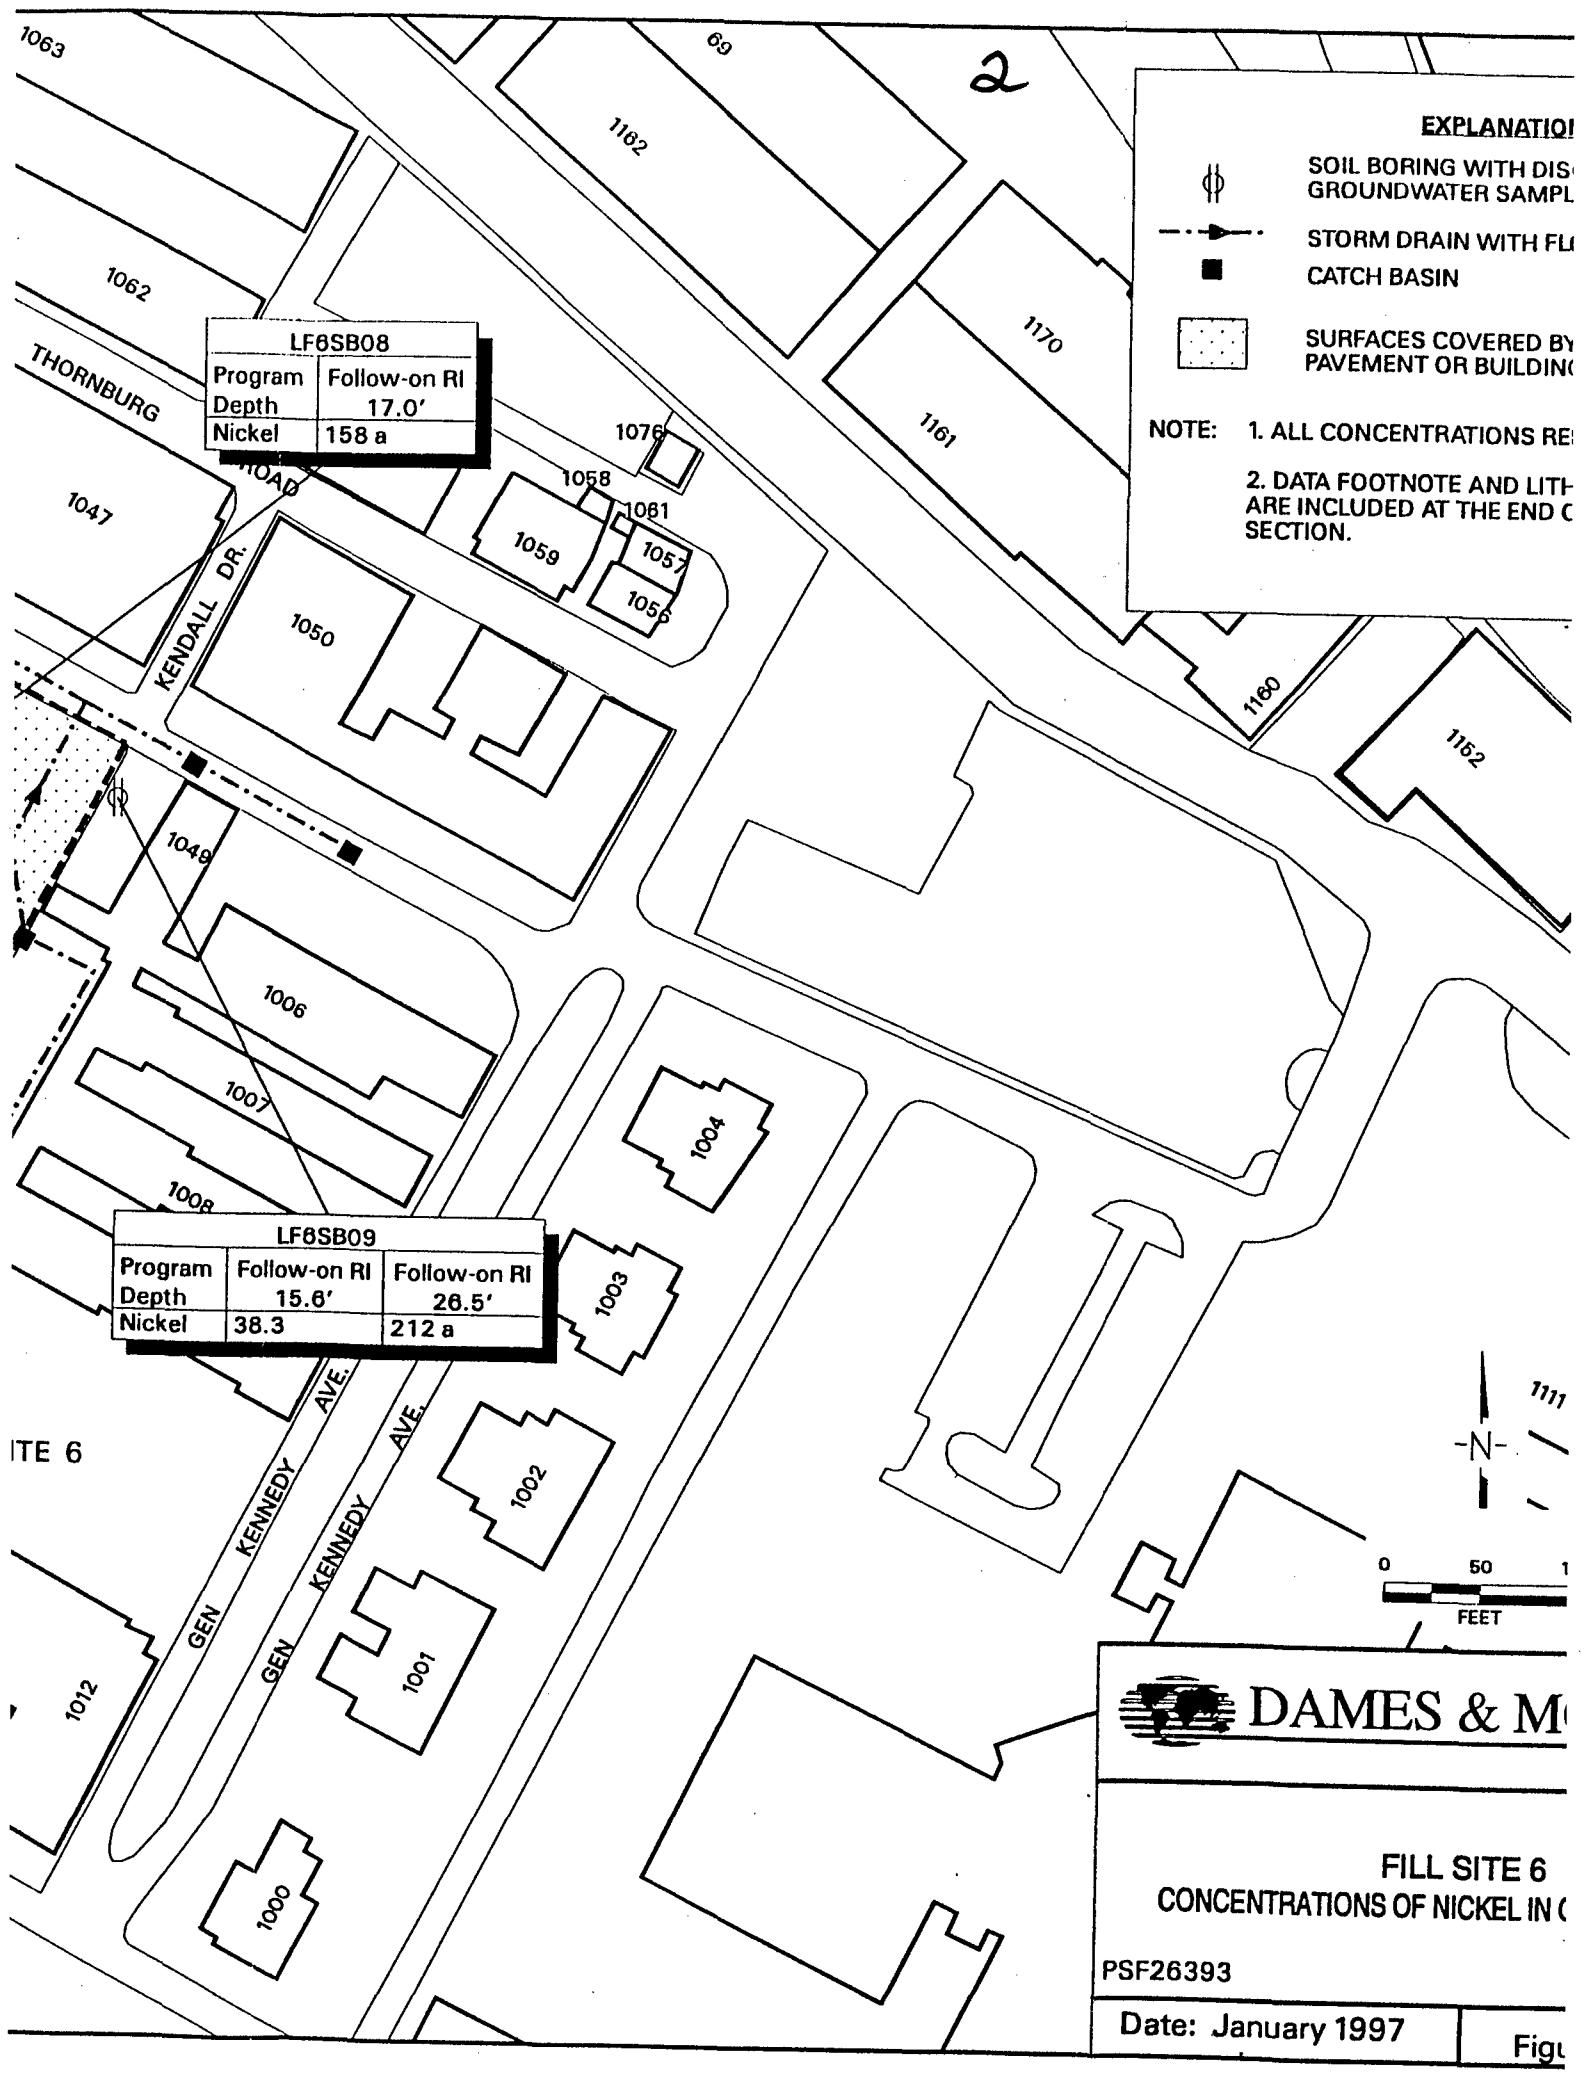 1063
69
2
1162
EXPLANATIO
SOIL BORING WITH DIS
GROUNDWATER SAMPL
STORM DRAIN WITH FL
CATCH BASIN
SURFACES COVERED BY
PAVEMENT OR BUILDIN
NOTE: 1. ALL CONCENTRATIONS RE
2. DATA FOOTNOTE AND LITH
ARE INCLUDED AT THE END
SECTION.
1062
THORNBURG
ROAD
LF6SB08
Program Follow-on RI
Depth 17.0'
Nickel 158 a
1170
1161
1076
1058
1061
1047
1059
1057
1056
KENDALL DR.
1050
1160
1152
1049
1006
1007
1004
1008
LF6SB09
Program Follow-on RI Follow-on RI
Depth 15.6' 26.5'
Nickel 38.3 212 a
1003
GEN KENNEDY AVE.
GEN KENNEDY AVE.
1111
-N-
ITE 6
1002
0 50 1
FEET
1001
1012
DAMES & M
1000
FILL SITE 6
CONCENTRATIONS OF NICKEL IN
PSF26393
Date: January 1997
Figu